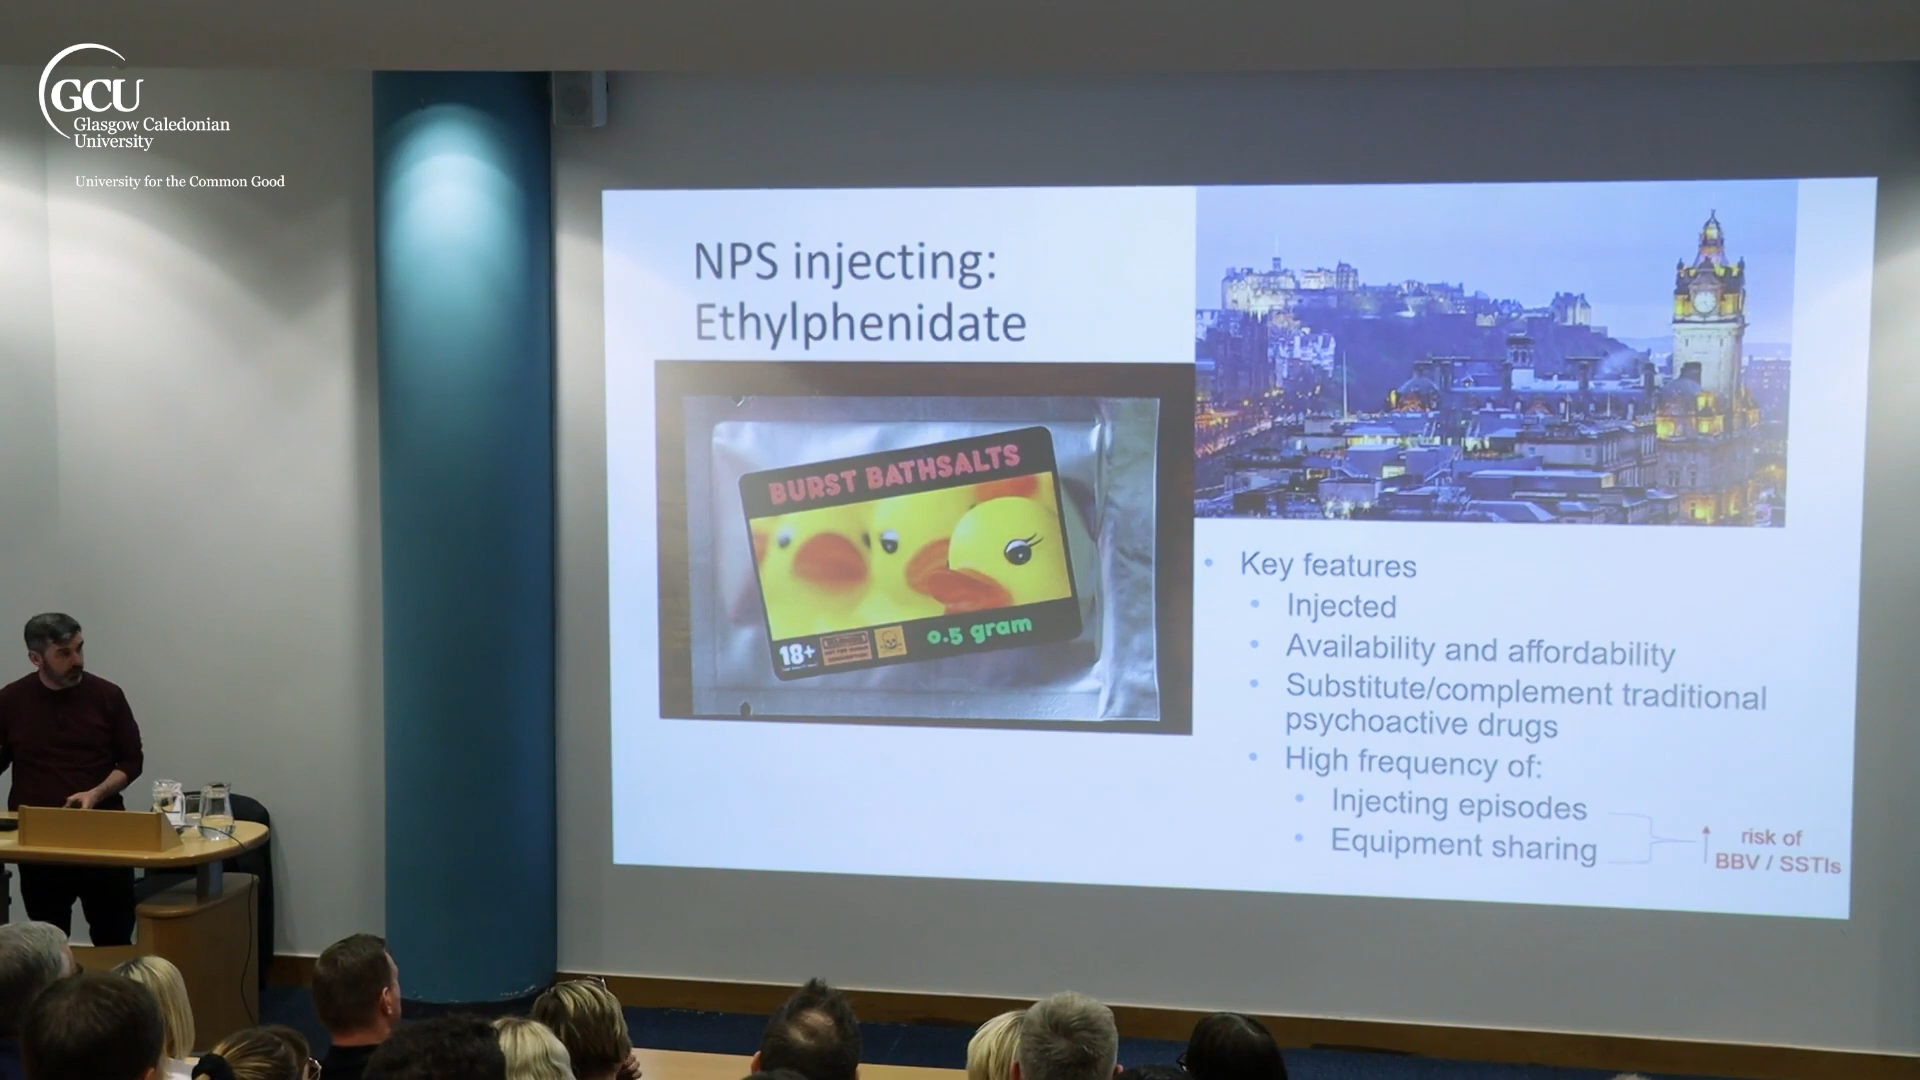 GCU
Glasgow Caledonian
University
University for the Common Good
NPS injecting:
Ethylphenidate
BURST BATHSALTS
18+
0.5 gram
Key features
Injected
Availability and affordability
Substitute/complement traditional
psychoactive drugs
High frequency of:
Injecting episodes
Equipment sharing
risk of
BBV / SSTIs